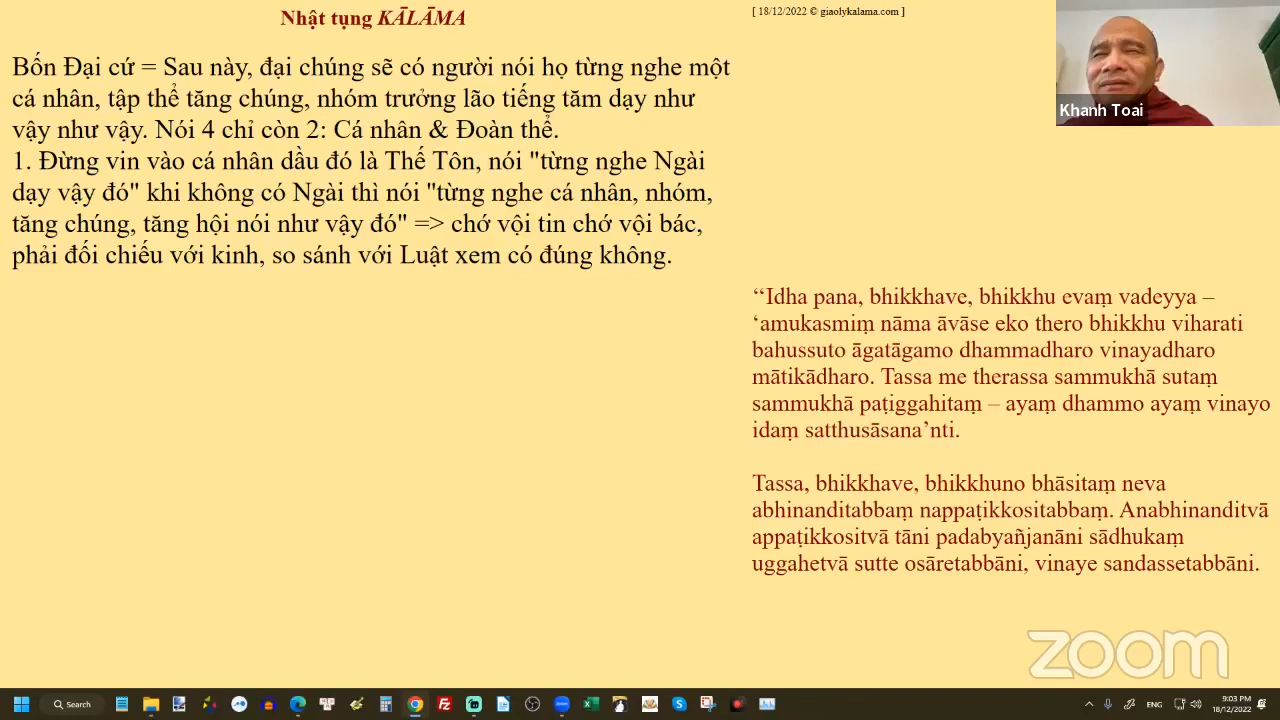 Nhật tụng KĀLĀMA
[ 18/12/2022 © giaolykalama.com ]
Bốn Đại cứ = Sau này, đại chúng sẽ có người nói họ từng nghe một
cá nhân, tập thể tăng chúng, nhóm trưởng lão tiếng tăm dạy như
vậy như vậy. Nói 4 chỉ còn 2: Cá nhân & Đoàn thể.
1. Đừng vin vào cá nhân dầu đó là Thế Tôn, nói "từng nghe Ngài
dạy vậy đó" khi không có Ngài thì nói "từng nghe cá nhân, nhóm,
tăng chúng, tăng hội nói như vậy đó" => chớ vội tin chớ vội bác,
phải đối chiếu với kinh, so sánh với Luật xem có đúng không.
Khanh Toai
“Idha pana, bhikkhave, bhikkhu evaṃ vadeyya –
‘amukasmiṃ nāma āvāse eko thero bhikkhu viharati
bahussuto āgatāgamo dhammadharo vinayadharo
mātikādharo. Tassa me therassa sammukhā sutaṃ
sammukhā paṭiggahitaṃ – ayaṃ dhammo ayaṃ vinayo
idaṃ satthusāsana’nti.
Tassa, bhikkhave, bhikkhuno bhāsitaṃ neva
abhinanditabbaṃ nappaṭikkositabbaṃ. Anabhinanditvā
appaṭikkositvā tāni padabyañjanāni sādhukaṃ
uggahetvā sutte osāretabbāni, vinaye sandassetabbāni.
zoom
Search
ENG
9:03 PM
18/12/2022